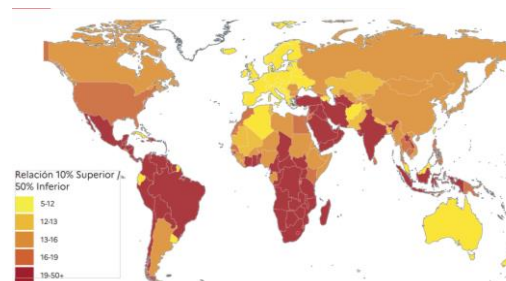 Relación 10% Superior /
50% Inferior
5-12
12-13
13-16
16-19
19-50+